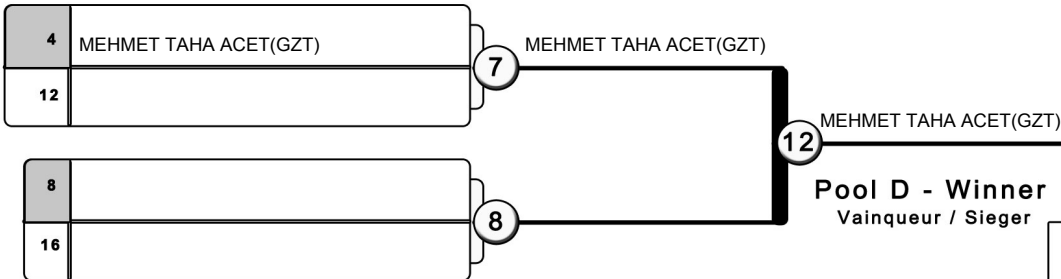 4 MEHMET TAHA ACET(GZT)
7 MEHMET TAHA ACET(GZT)
12
12 MEHMET TAHA ACET(GZT)
8
Pool D - Winner
Vainqueur / Sieger
8
16